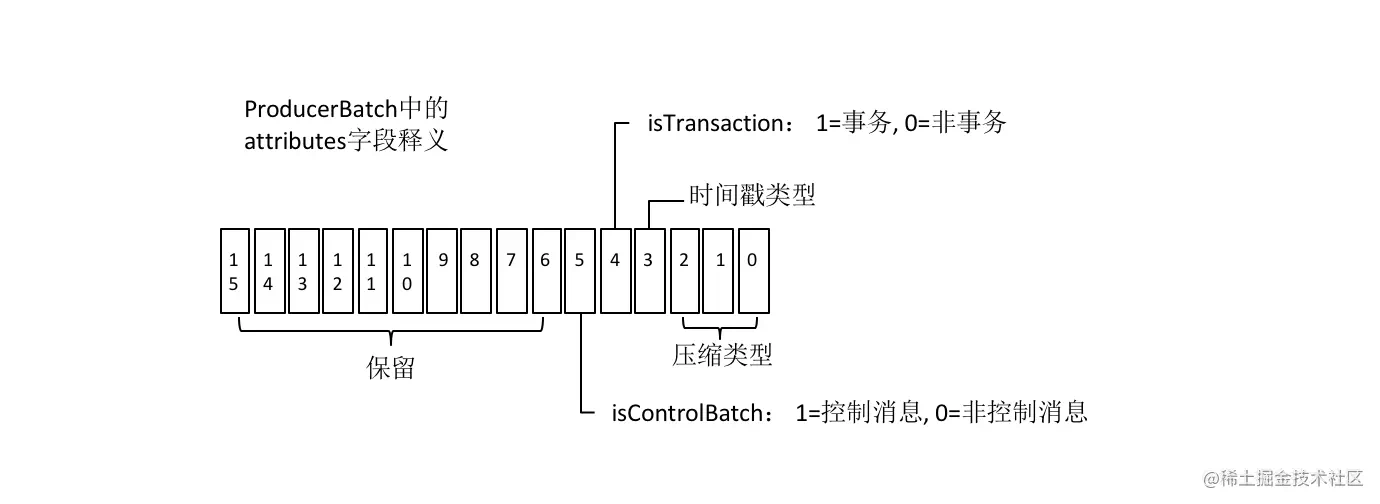 ProducerBatch中的
attributes字段释义
isTransaction： 1=事务, 0=非事务
时间戳类型
15 14 13 12 11 10 9 8 7 6 5 4 3 2 1 0
保留
压缩类型
isControlBatch： 1=控制消息, 0=非控制消息
@稀土掘金技术社区